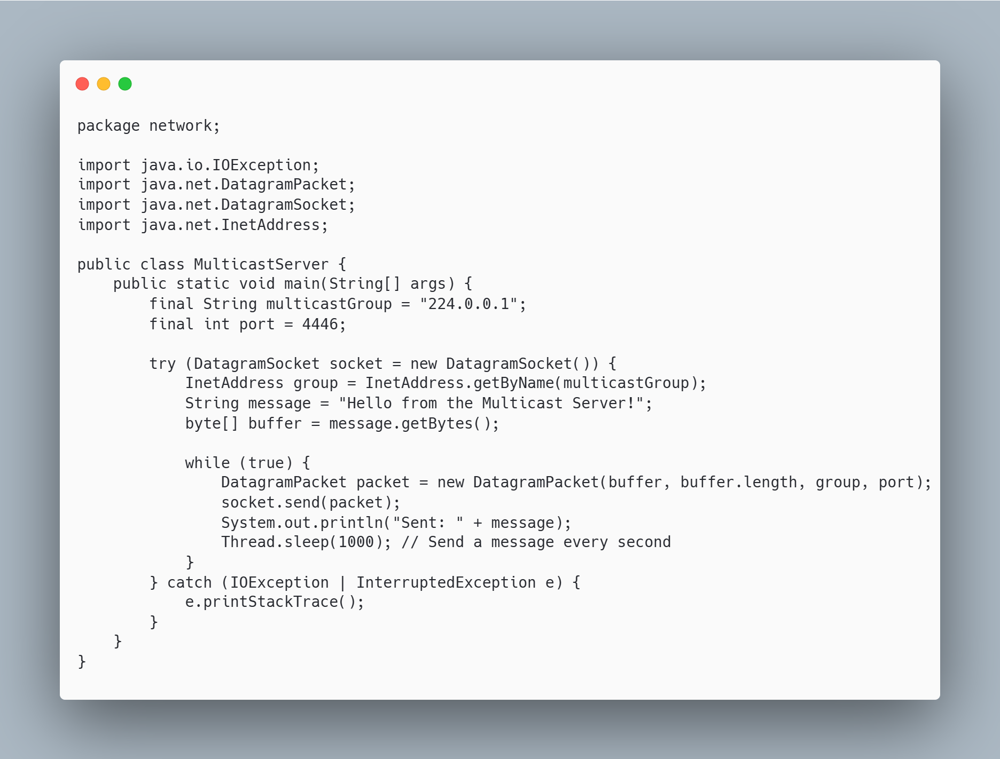 package network;

import java.io.IOException;
import java.net.DatagramPacket;
import java.net.DatagramSocket;
import java.net.InetAddress;

public class MulticastServer {
    public static void main(String[] args) {
        final String multicastGroup = "224.0.0.1";
        final int port = 4446;

        try (DatagramSocket socket = new DatagramSocket()) {
            InetAddress group = InetAddress.getByName(multicastGroup);
            String message = "Hello from the Multicast Server!";
            byte[] buffer = message.getBytes();

            while (true) {
                DatagramPacket packet = new DatagramPacket(buffer, buffer.length, group, port);
                socket.send(packet);
                System.out.println("Sent: " + message);
                Thread.sleep(1000); // Send a message every second
            }
        } catch (IOException | InterruptedException e) {
            e.printStackTrace();
        }
    }
}